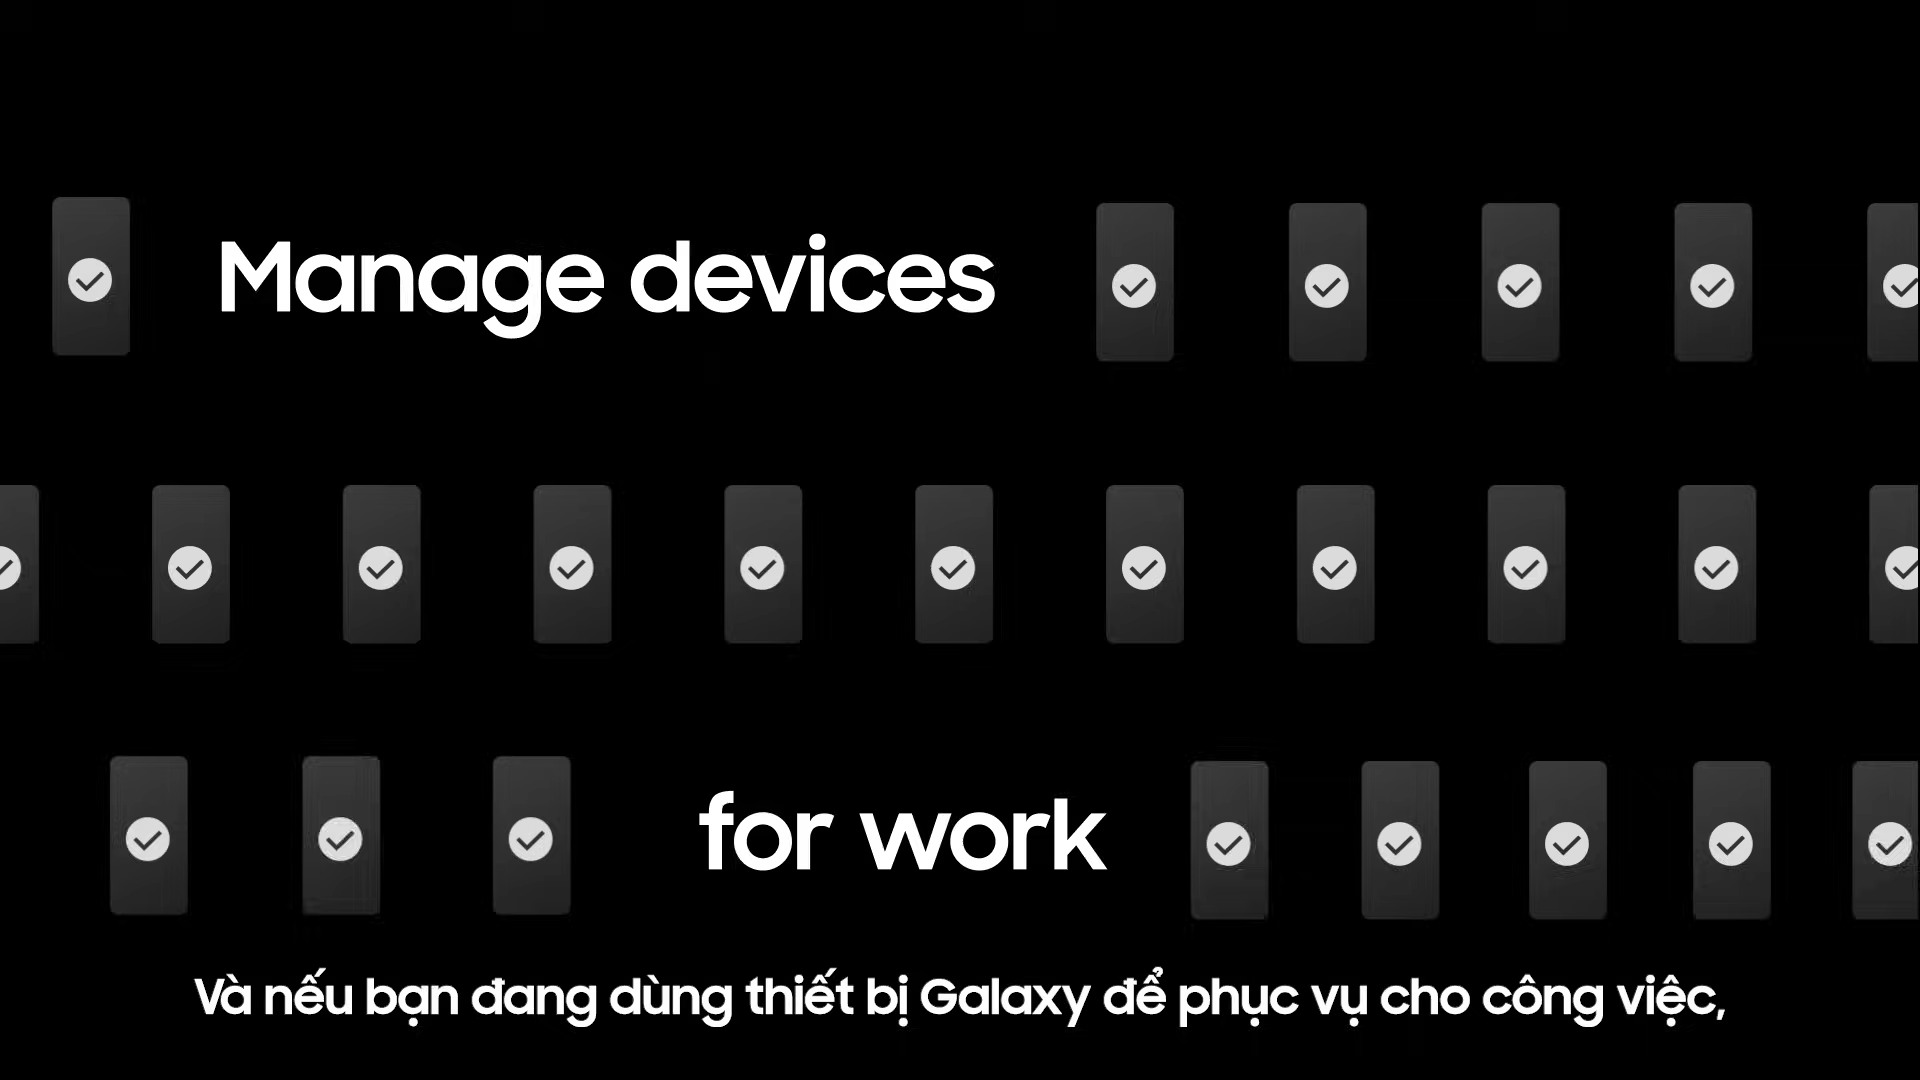 Manage devices
for work
Và nếu bạn đang dùng thiết bị Galaxy để phục vụ cho công việc,